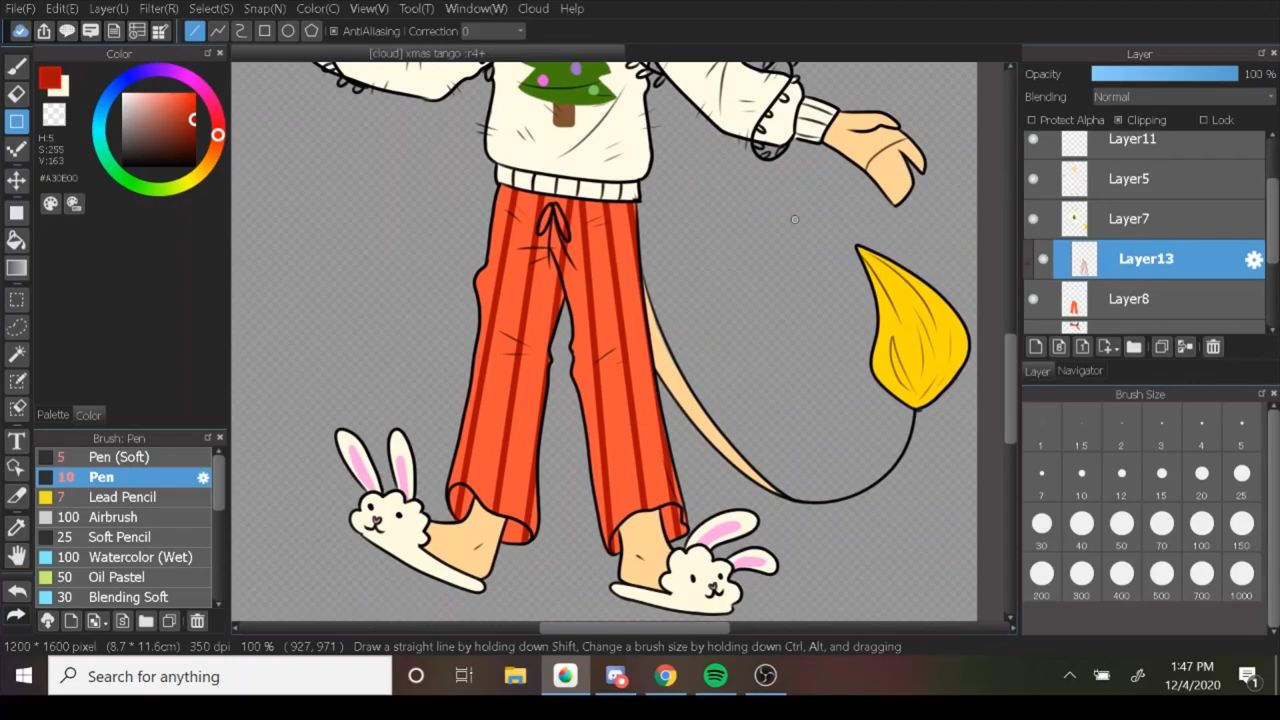 File(F) Edit(E) Layer(L) Filter(R) Select(S) Snap(N) Color(C) View(V) Tool(T) Window(W) Cloud Help
AntiAliasing Correction 0
Color
[cloud] xmas tango :r4+
Layer
Opacity 100 %
Blending Normal
Protect Alpha Clipping Lock
H:5
S:255
V:163
#A30E00
Layer11
Layer5
Layer7
Layer13
Layer8
Layer Navigator
Brush Size
1 1.5 2 3 4 5
7 10 12 15 20 25
30 40 50 70 100 150
200 300 400 500 700 1000
Palette Color
Brush: Pen
5 Pen (Soft)
10 Pen
7 Lead Pencil
100 Airbrush
25 Soft Pencil
100 Watercolor (Wet)
50 Oil Pastel
30 Blending Soft
1200 * 1600 pixel (8.7 * 11.6cm) 350 dpi 100 % ( 927, 971 ) Draw a straight line by holding down Shift, Change a brush size by holding down Ctrl, Alt, and dragging
Search for anything
1:47 PM
12/4/2020
1